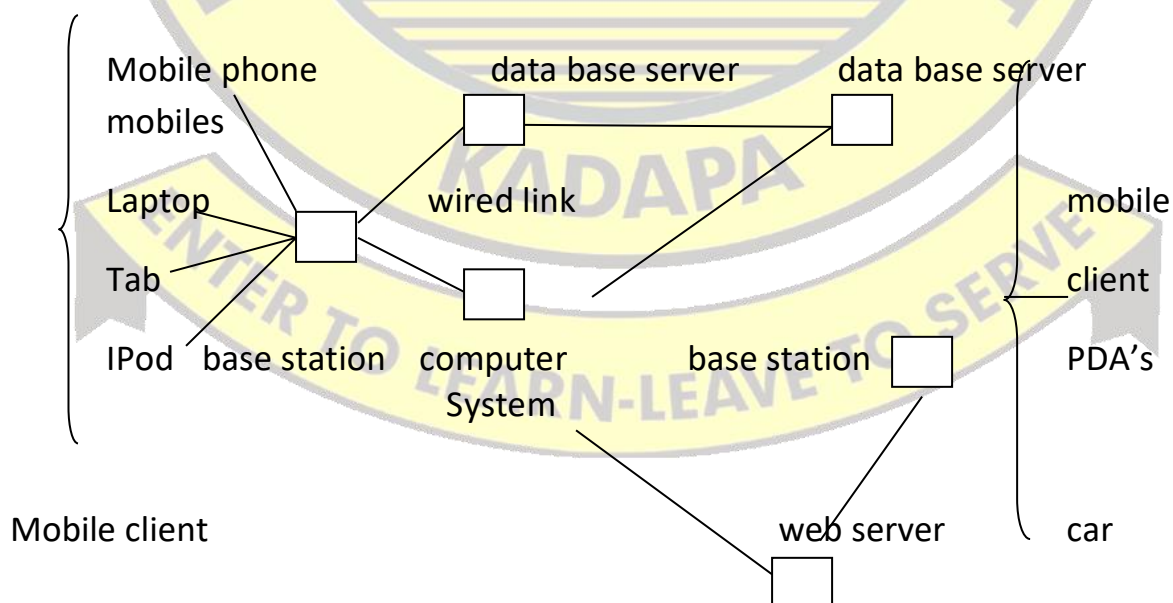 KADAPA
ENTER TO LEARN-LEAVE TO SERVE
Mobile phone data base server data base server
mobiles
Laptop wired link mobile
Tab client
IPod base station computer base station PDA’s
System
Mobile client web server car